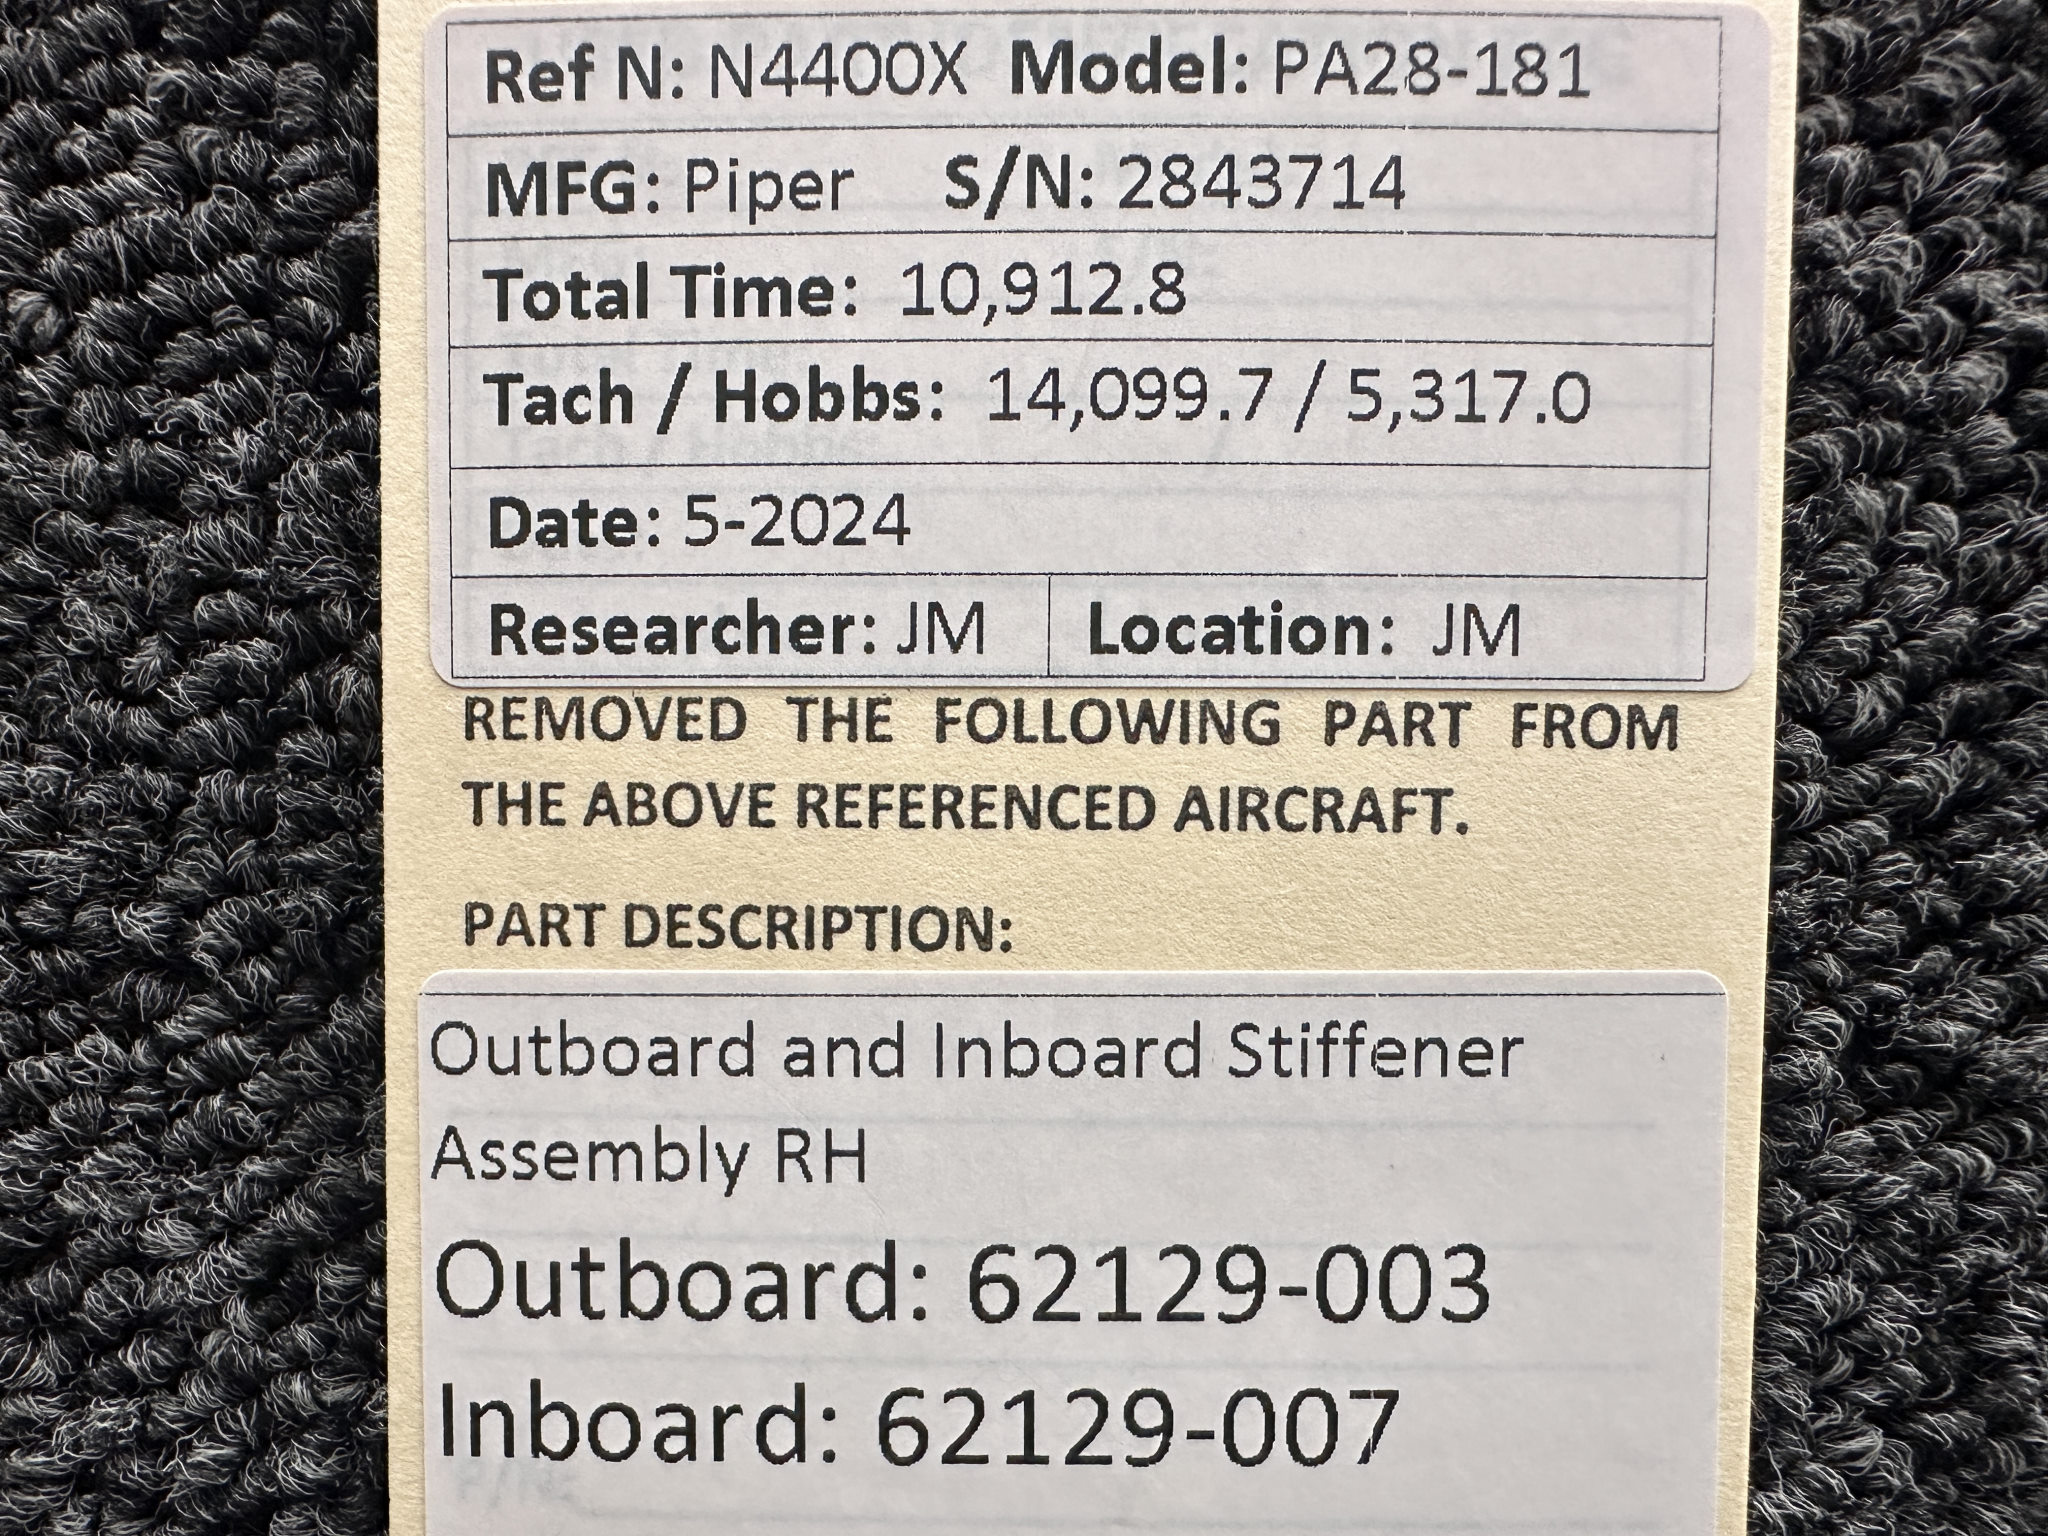 Ref N: N4400X Model: PA28-181
MFG: Piper S/N: 2843714
Total Time: 10,912.8
Tach / Hobbs: 14,099.7 / 5,317.0
Date: 5-2024
Researcher: JM Location: JM
REMOVED THE FOLLOWING PART FROM
THE ABOVE REFERENCED AIRCRAFT.
PART DESCRIPTION:
Outboard and Inboard Stiffener
Assembly RH
Outboard: 62129-003
Inboard: 62129-007